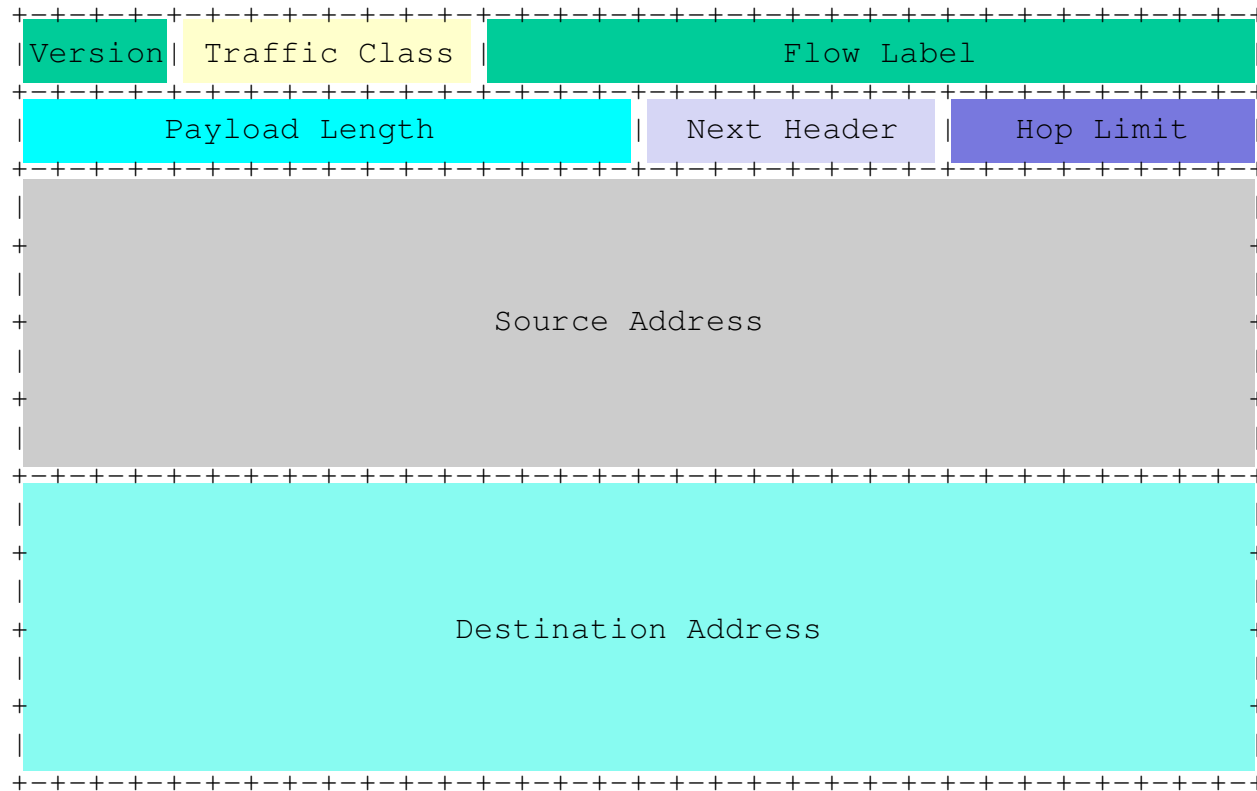 Version Traffic Class Flow Label
Payload Length Next Header Hop Limit
Source Address
Destination Address